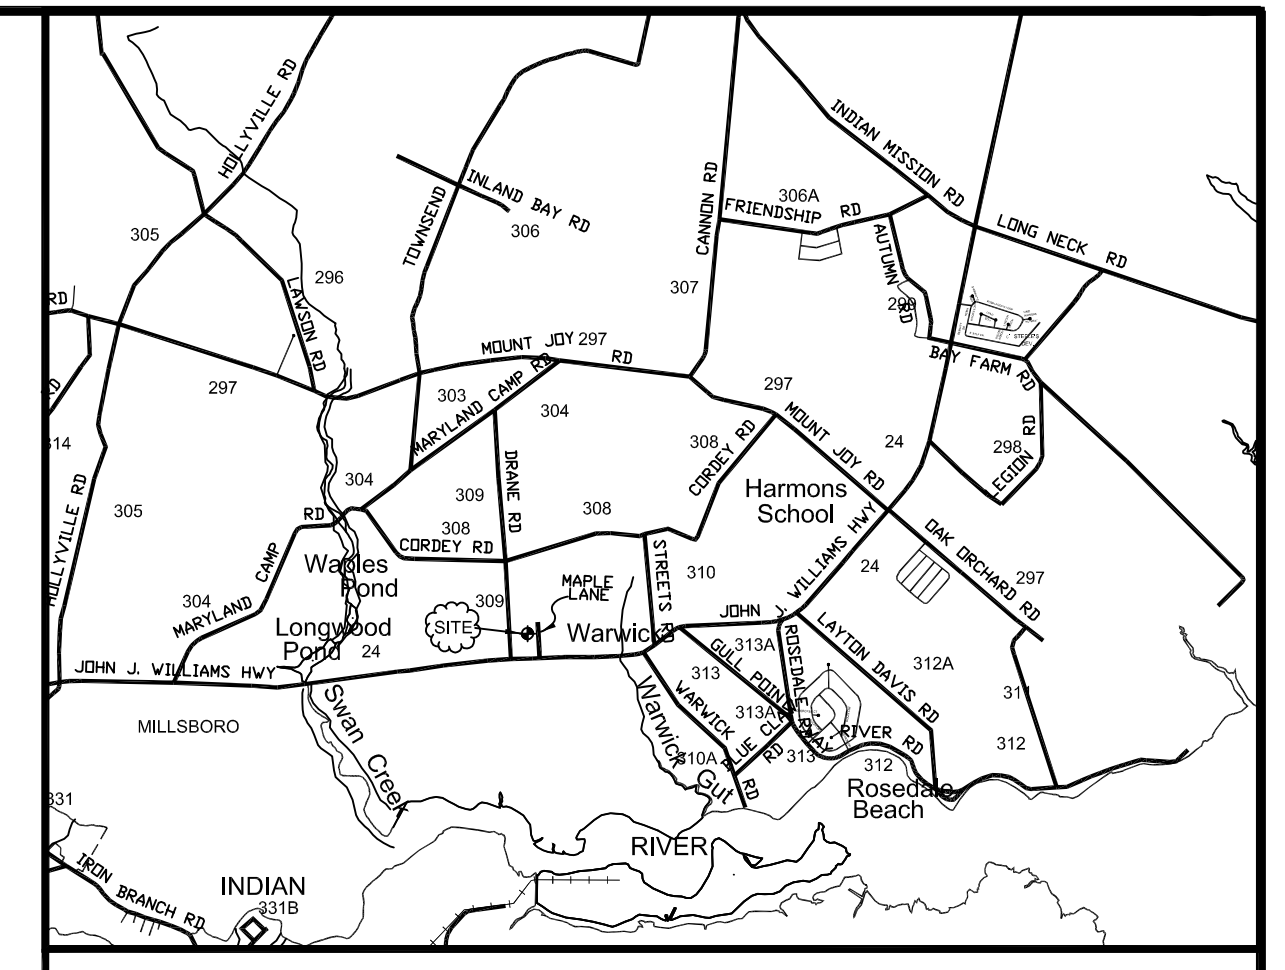 HOLLYVILLE RD
INDIAN MISSION RD
INLAND BAY RD
TOWNSEND
CANNON RD
306A
FRIENDSHIP RD
305
306
AUTUMN RD
LONG NECK RD
296
LAWSON RD
307
299
RD
MOUNT JOY RD
297
BAY FARM RD
297
303
MARYLAND CAMP RD
304
297
RD
MOUNT JOY RD
314
308
CORDEY RD
24
298
LEGION RD
HOLLYVILLE RD
305
304
309
DRANE RD
308
Harmons
School
RD
308
CORDEY RD
OAK ORCHARD RD
CAMP
Waples
Pond
STREETS RD
310
J. WILLIAMS HWY
24
297
MAPLE
LANE
304
MARYLAND
309
JOHN
SITE
Longwood
Pond
24
Warwicks
313A
ROSEDALE RD
LAYTON DAVIS RD
312A
JOHN J. WILLIAMS HWY
GULL POINT
313
WARWICK RD
Warwick
Gut
311
MILLSBORO
Swan Creek
313A
BLUE CLAW RD
WAY
RIVER RD
312
310A
313
312
Rosedale
Beach
331
RIVER
IRON BRANCH RD
INDIAN
331B